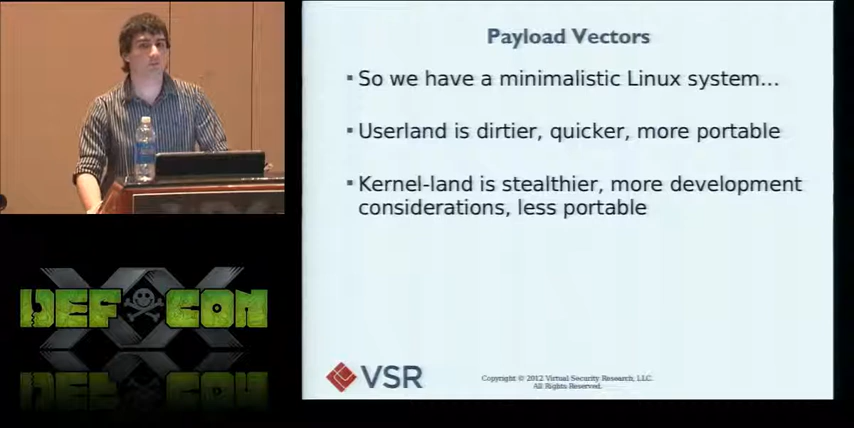 Payload Vectors
▪ So we have a minimalistic Linux system...
▪ Userland is dirtier, quicker, more portable
▪ Kernel-land is stealthier, more development
considerations, less portable
VSR
Copyright © 2012 Virtual Security Research, LLC.
All Rights Reserved.
XX
DEF CON